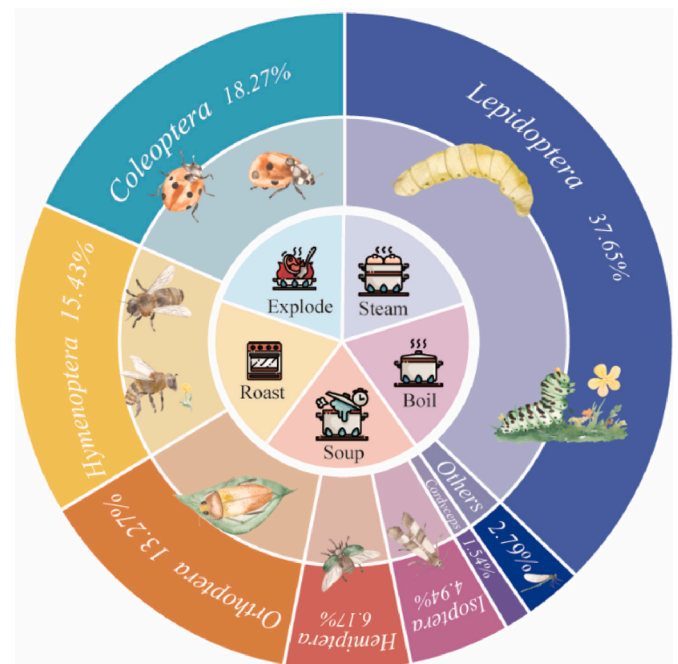 Lepidoptera 37.65%
Others
2.79%
Cordyceps
1.54%
Isoptera
4.94%
Hemiptera
6.17%
Orthoptera 13.27%
Hymenoptera 15.43%
Coleoptera 18.27%
Explode
Steam
Roast
Boil
Soup